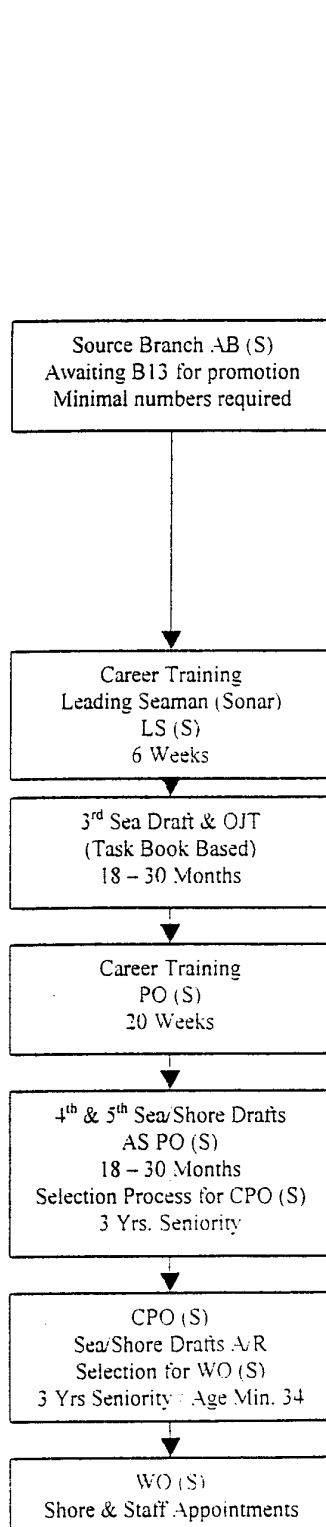 Source Branch AB (S)
Awaiting B13 for promotion
Minimal numbers required
Career Training
Leading Seaman (Sonar)
LS (S)
6 Weeks
3rd Sea Draft & OJT
(Task Book Based)
18 – 30 Months
Career Training
PO (S)
20 Weeks
4th & 5th Sea/Shore Drafts
AS PO (S)
18 – 30 Months
Selection Process for CPO (S)
3 Yrs. Seniority
CPO (S)
Sea/Shore Drafts A/R
Selection for WO (S)
3 Yrs Seniority / Age Min. 34
WO (S)
Shore & Staff Appointments